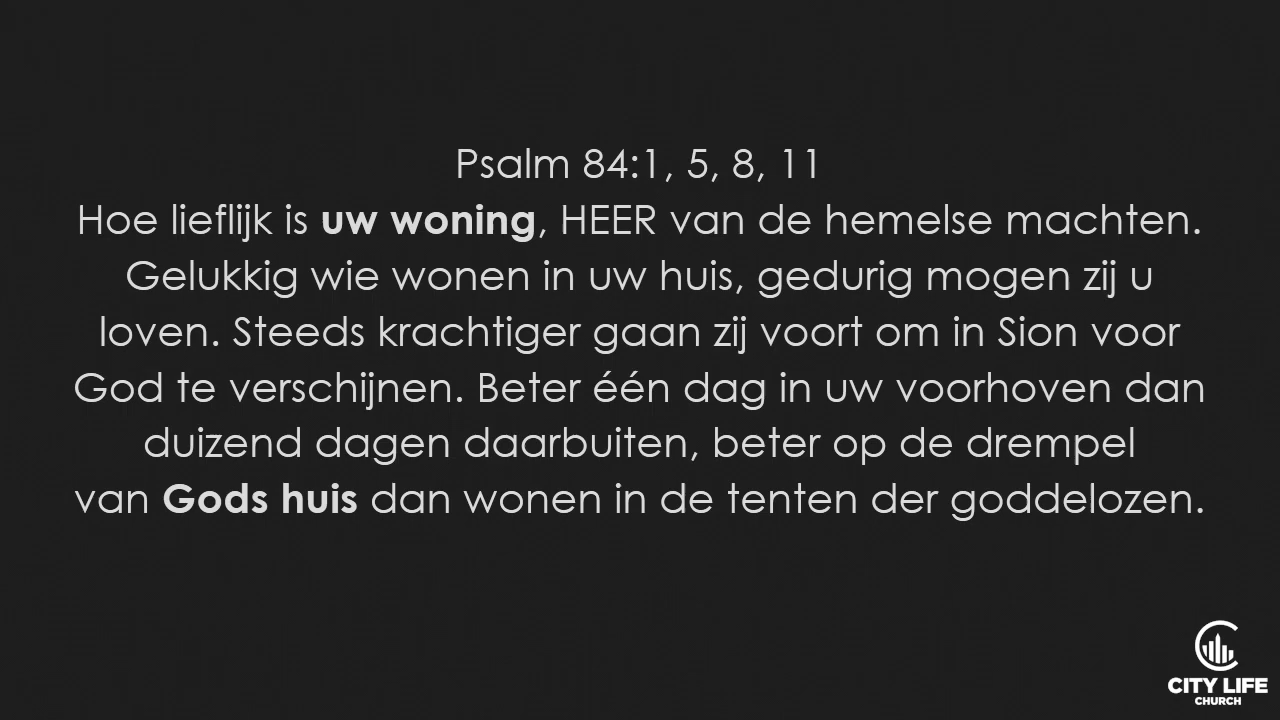 Psalm 84:1, 5, 8, 11
Hoe lieflijk is uw woning, HEER van de hemelse machten.
Gelukkig wie wonen in uw huis, gedurig mogen zij u
loven. Steeds krachtiger gaan zij voort om in Sion voor
God te verschijnen. Beter één dag in uw voorhoven dan
duizend dagen daarbuiten, beter op de drempel
van Gods huis dan wonen in de tenten der goddelozen.
CITY LIFE
CHURCH